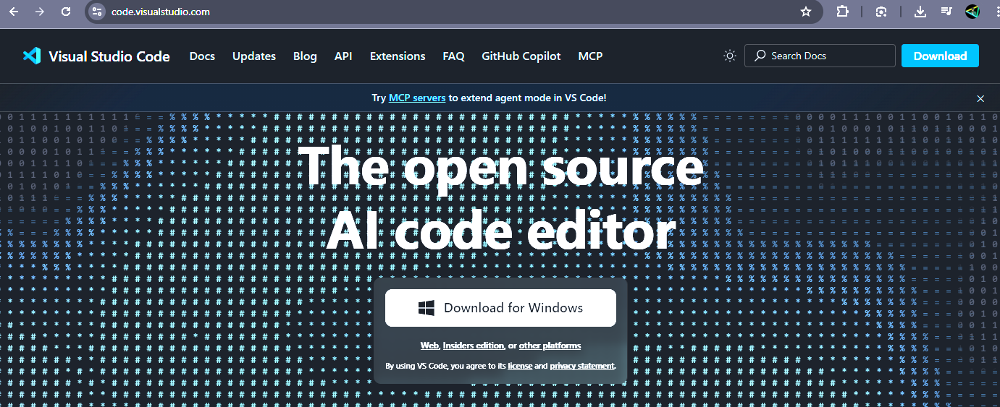 code.visualstudio.com
Visual Studio Code Docs Updates Blog API Extensions FAQ GitHub Copilot MCP Search Docs Download
Try MCP servers to extend agent mode in VS Code!
The open source
AI code editor
Download for Windows
Web, Insiders edition, or other platforms
By using VS Code, you agree to its license and privacy statement.